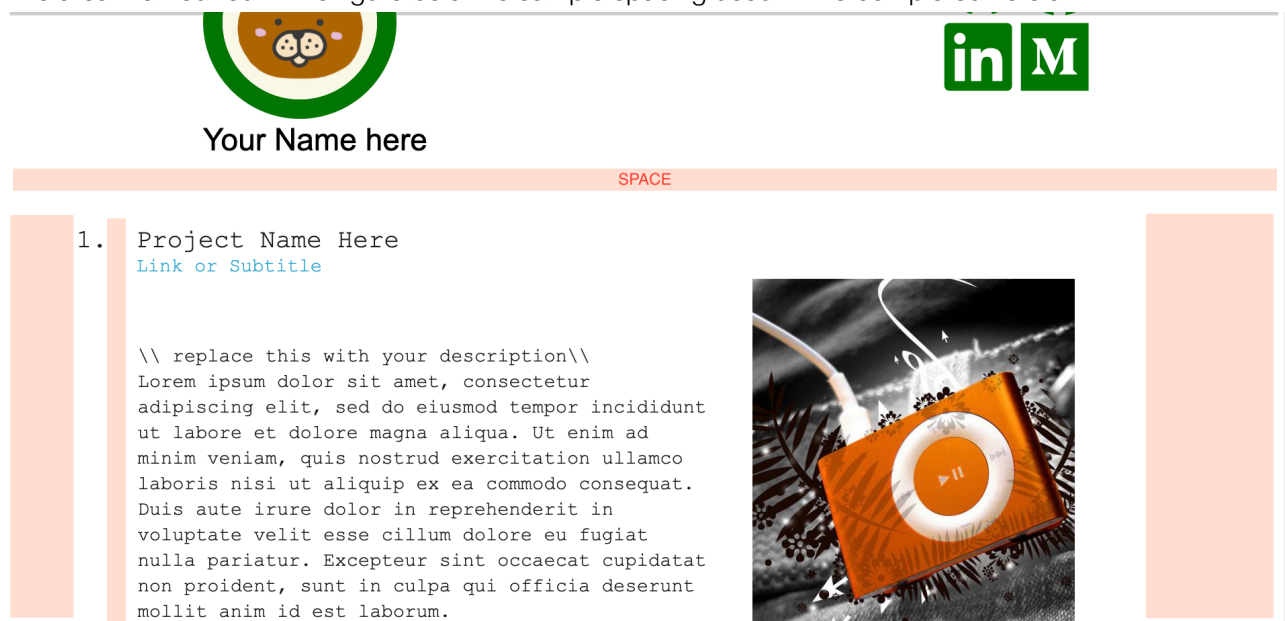 in M
Your Name here
SPACE
1. Project Name Here
Link or Subtitle
\\ replace this with your description\\
Lorem ipsum dolor sit amet, consectetur
adipiscing elit, sed do eiusmod tempor incididunt
ut labore et dolore magna aliqua. Ut enim ad
minim veniam, quis nostrud exercitation ullamco
laboris nisi ut aliquip ex ea commodo consequat.
Duis aute irure dolor in reprehenderit in
voluptate velit esse cillum dolore eu fugiat
nulla pariatur. Excepteur sint occaecat cupidatat
non proident, sunt in culpa qui officia deserunt
mollit anim id est laborum.